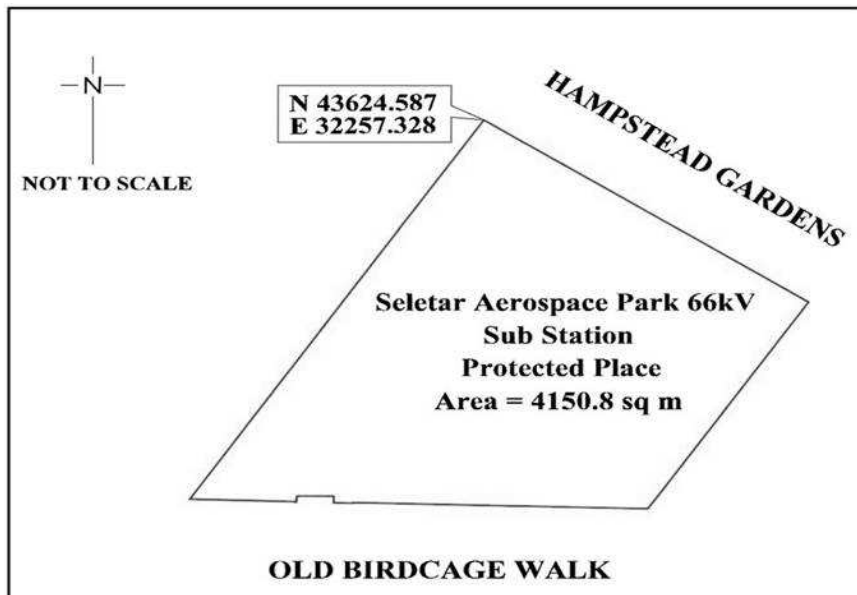 N
NOT TO SCALE
N 43624.587
E 32257.328
HAMPSTEAD GARDENS
Seletar Aerospace Park 66kV
Sub Station
Protected Place
Area = 4150.8 sq m
OLD BIRDCAGE WALK